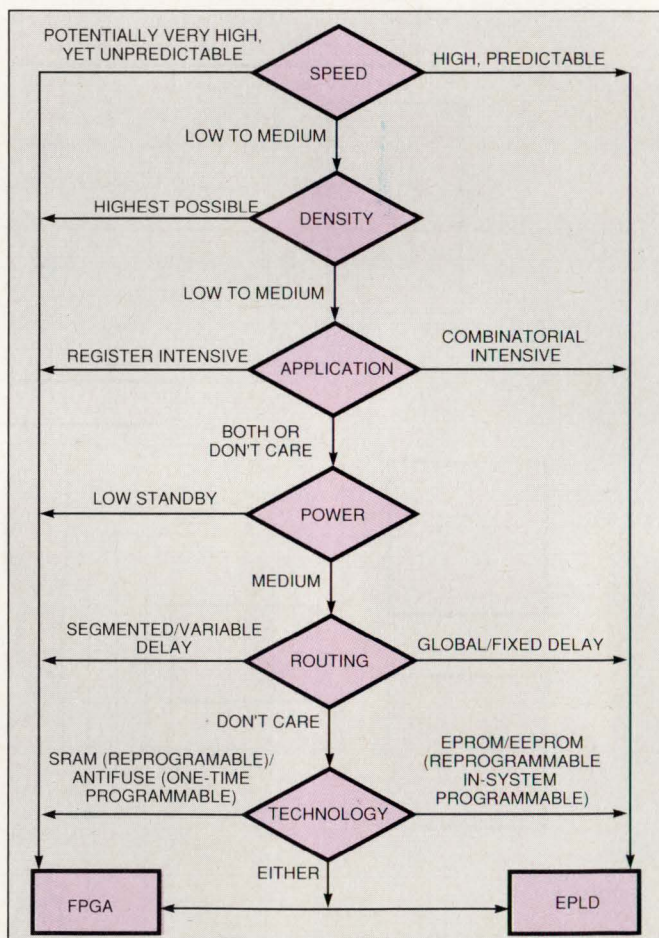 POTENTIALLY VERY HIGH,
YET UNPREDICTABLE
SPEED
HIGH, PREDICTABLE
LOW TO MEDIUM
HIGHEST POSSIBLE
DENSITY
LOW TO MEDIUM
REGISTER INTENSIVE
APPLICATION
COMBINATORIAL
INTENSIVE
BOTH OR
DON'T CARE
LOW STANDBY
POWER
MEDIUM
SEGMENTED/VARIABLE
DELAY
ROUTING
GLOBAL/FIXED DELAY
DON'T CARE
SRAM (REPROGRAMABLE)/
ANTIFUSE (ONE-TIME
PROGRAMMABLE)
TECHNOLOGY
EPROM/EEPROM
(REPROGRAMMABLE
IN-SYSTEM
PROGRAMMABLE)
EITHER
FPGA
EPLD